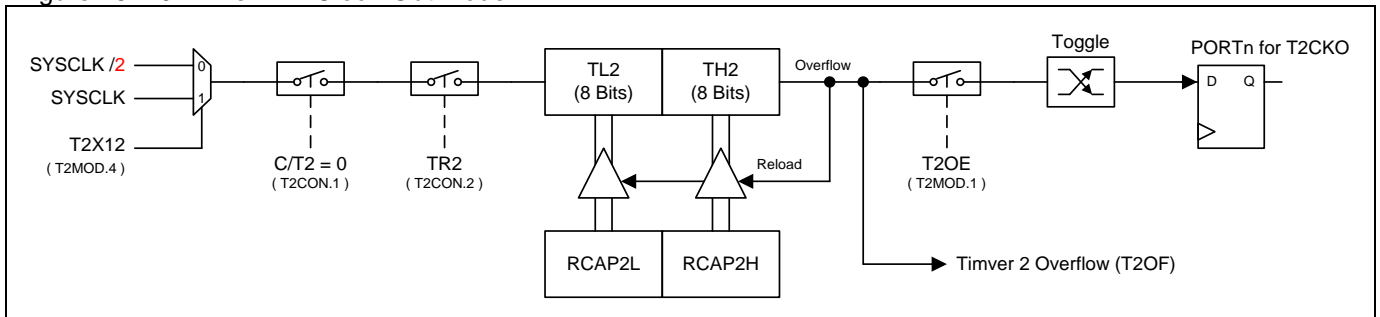 SYSCLK /2
SYSCLK
T2X12
( T2MOD.4 )
0
1
C/T2 = 0
( T2CON.1 )
TR2
( T2CON.2 )
TL2
(8 Bits)
TH2
(8 Bits)
Overflow
Reload
RCAP2L
RCAP2H
T2OE
( T2MOD.1 )
Toggle
PORTn for T2CKO
D Q
Timver 2 Overflow (T2OF)